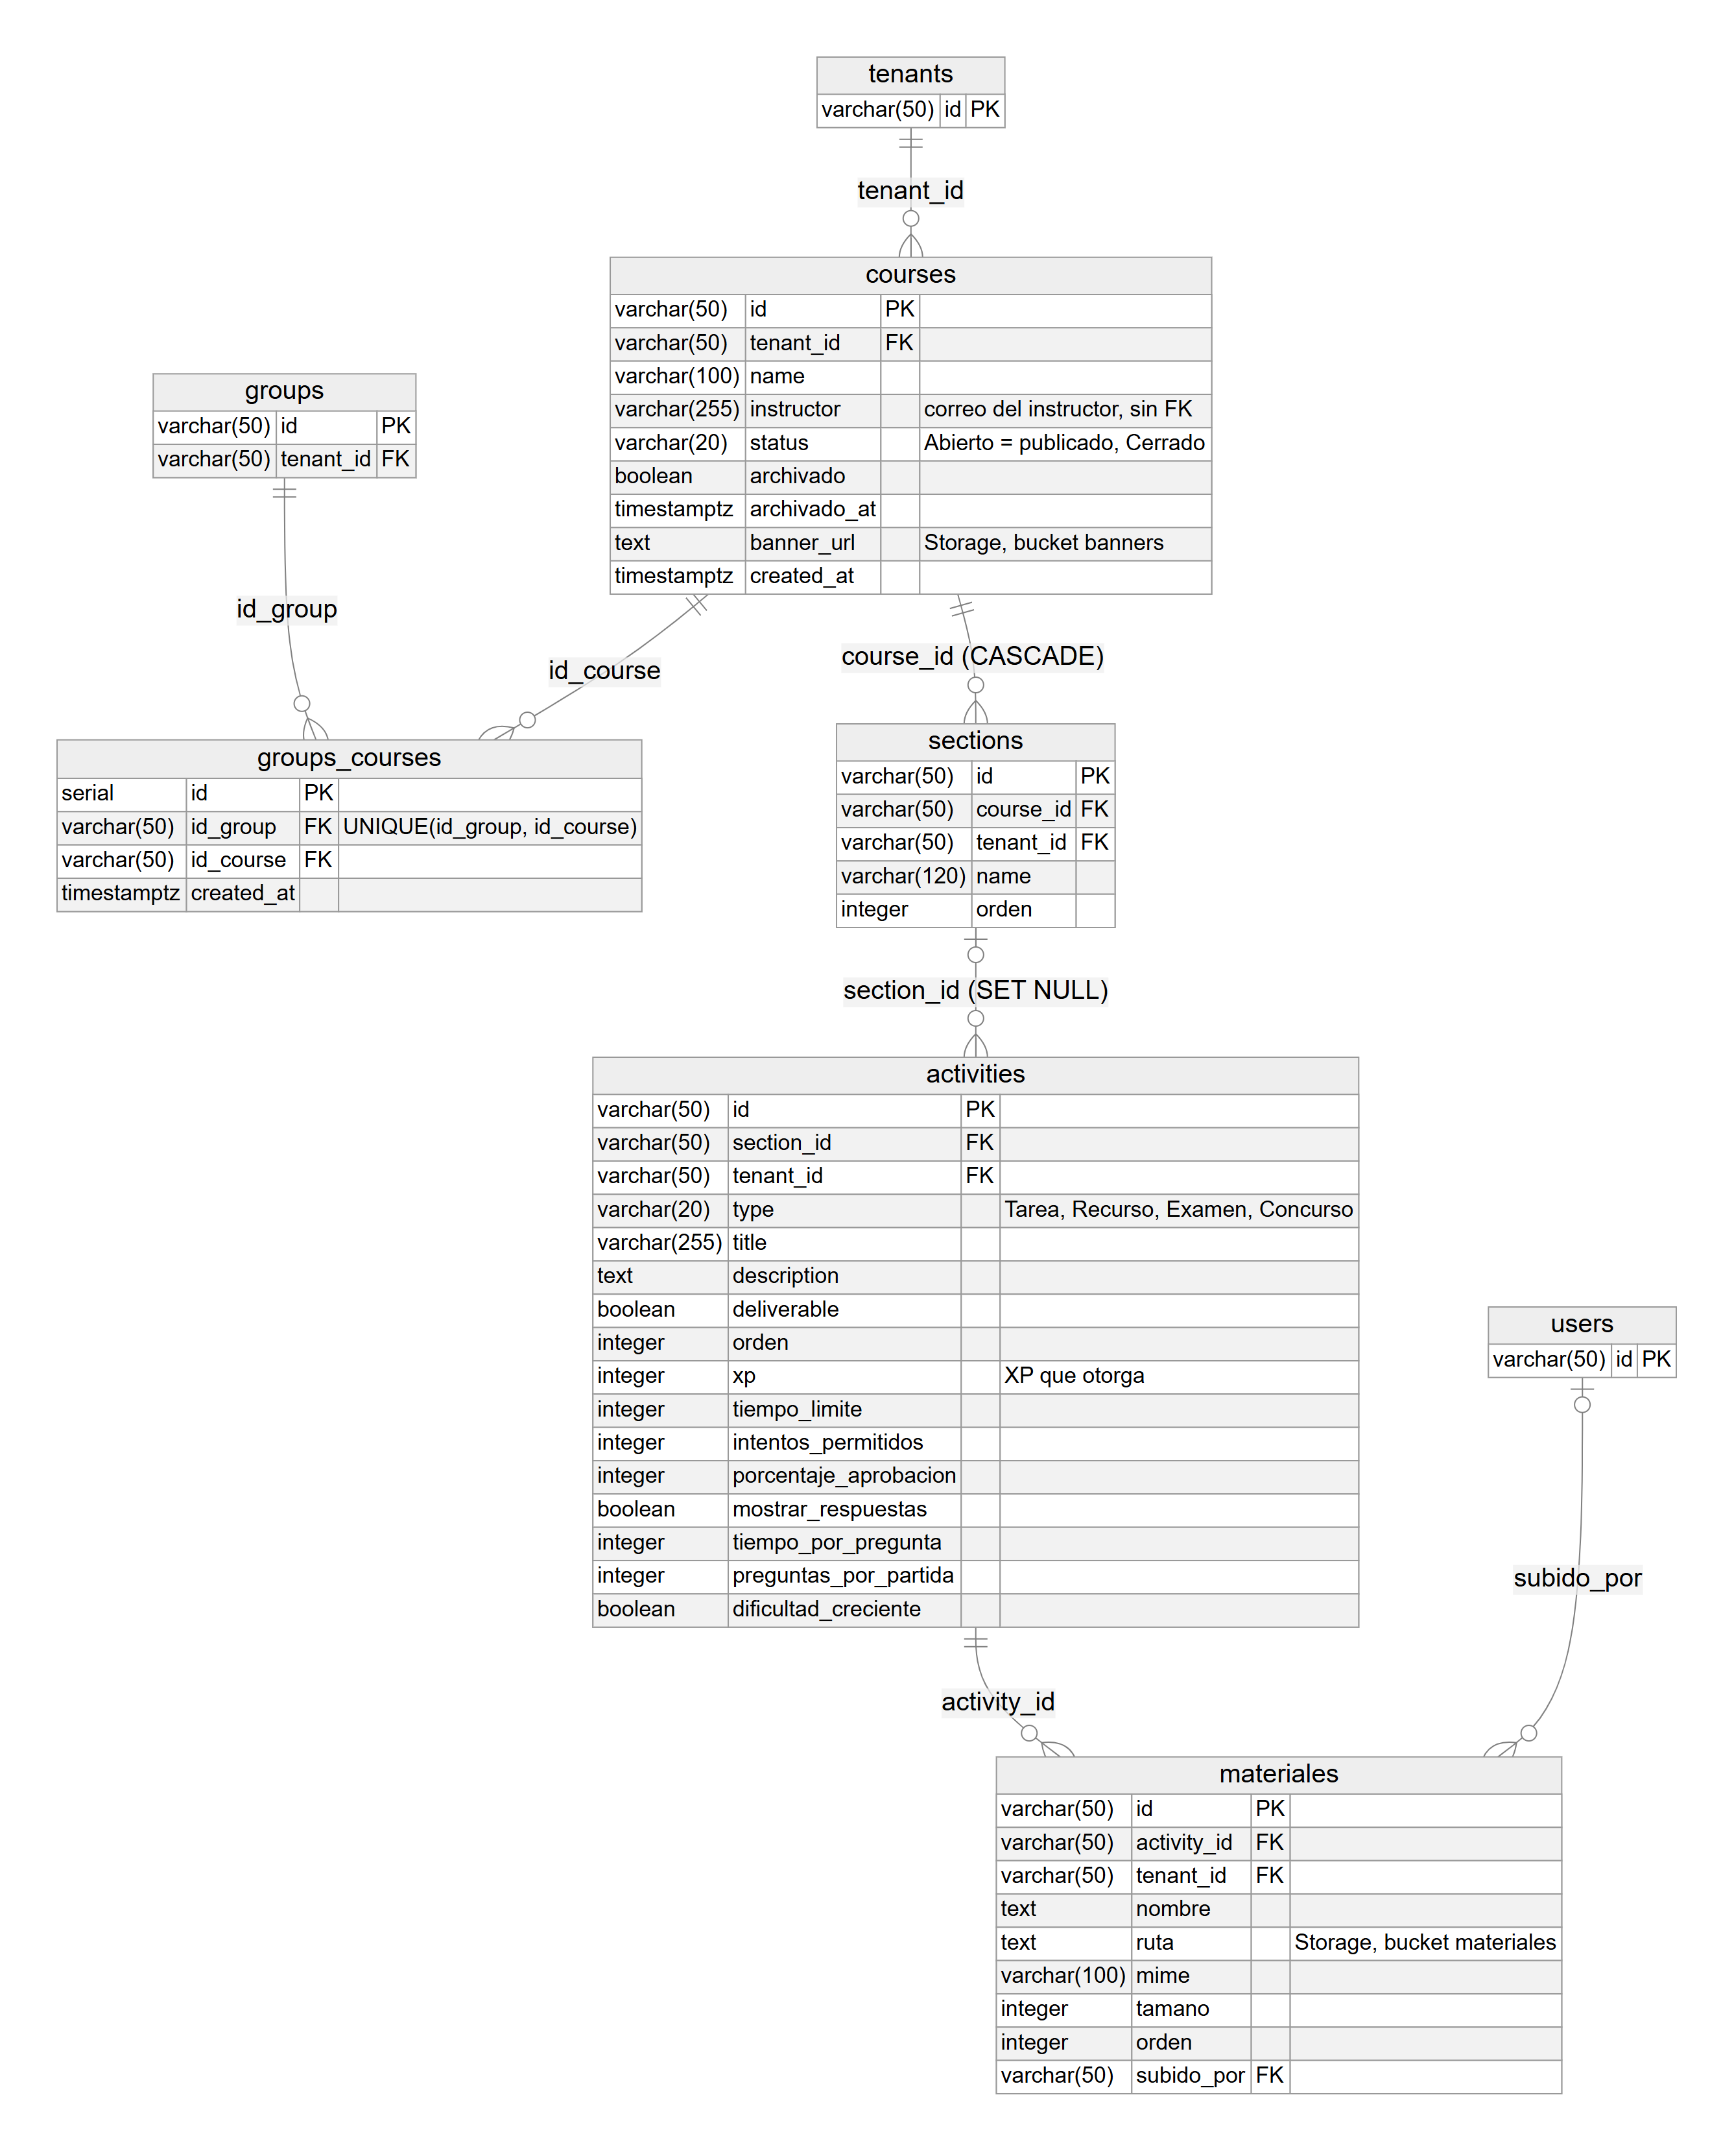 tenants
varchar(50) id PK
tenant_id
courses
varchar(50) id PK
varchar(50) tenant_id FK
varchar(100) name
varchar(255) instructor correo del instructor, sin FK
varchar(20) status Abierto = publicado, Cerrado
boolean archivado
timestamptz archivado_at
text banner_url Storage, bucket banners
timestamptz created_at
groups
varchar(50) id PK
varchar(50) tenant_id FK
id_group
id_course
course_id (CASCADE)
groups_courses
serial id PK
varchar(50) id_group FK UNIQUE(id_group, id_course)
varchar(50) id_course FK
timestamptz created_at
sections
varchar(50) id PK
varchar(50) course_id FK
varchar(50) tenant_id FK
varchar(120) name
integer orden
section_id (SET NULL)
activities
varchar(50) id PK
varchar(50) section_id FK
varchar(50) tenant_id FK
varchar(20) type Tarea, Recurso, Examen, Concurso
varchar(255) title
text description
boolean deliverable
integer orden
integer xp XP que otorga
integer tiempo_limite
integer intentos_permitidos
integer porcentaje_aprobacion
boolean mostrar_respuestas
integer tiempo_por_pregunta
integer preguntas_por_partida
boolean dificultad_creciente
users
varchar(50) id PK
subido_por
activity_id
materiales
varchar(50) id PK
varchar(50) activity_id FK
varchar(50) tenant_id FK
text nombre
text ruta Storage, bucket materiales
varchar(100) mime
integer tamano
integer orden
varchar(50) subido_por FK